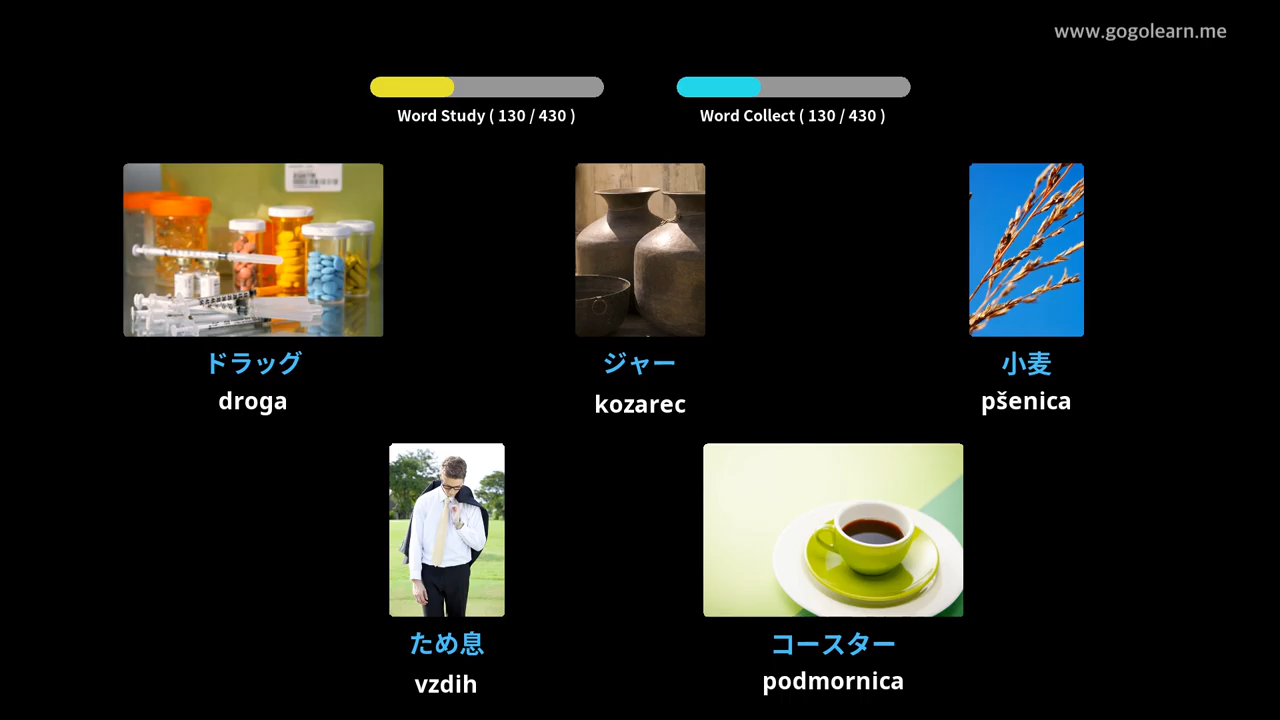 www.gogolearn.me
Word Study ( 130 / 430 )
Word Collect ( 130 / 430 )
ドラッグ
droga
ジャー
kozarec
小麦
pšenica
ため息
vzdih
コースター
podmornica